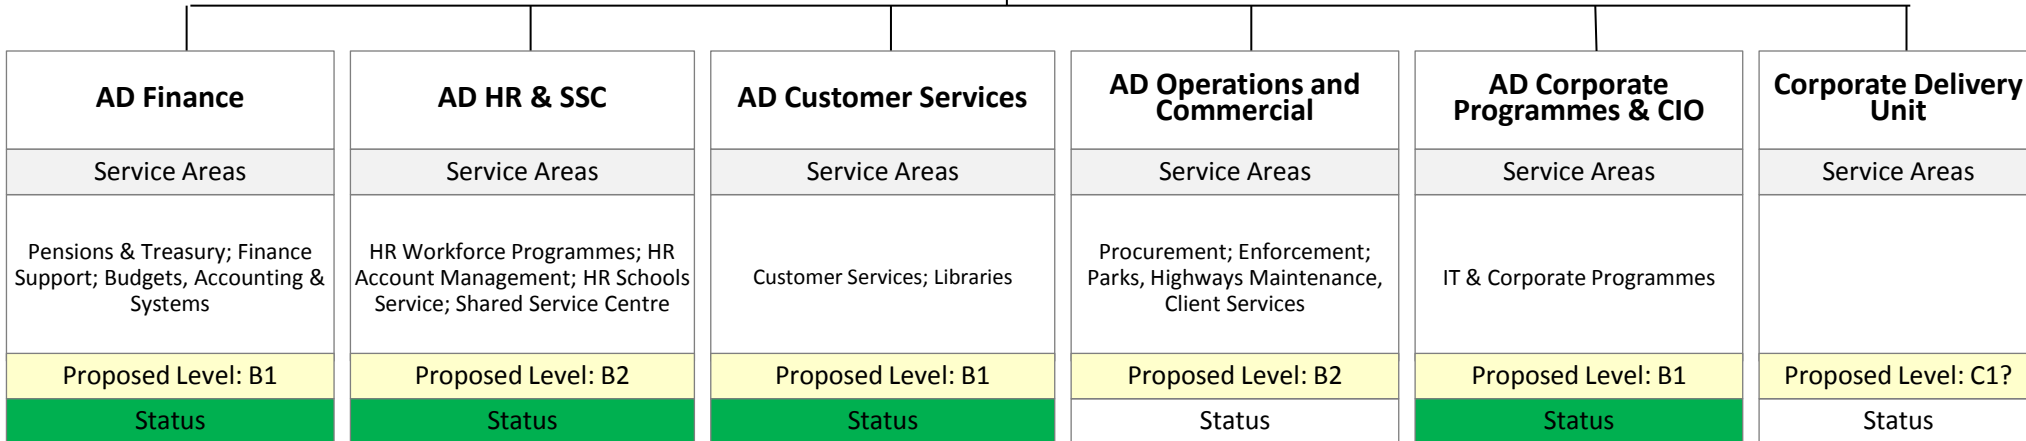 AD Finance
Service Areas
Pensions & Treasury; Finance
Support; Budgets, Accounting &
Systems
Proposed Level: B1
Status
AD HR & SSC
Service Areas
HR Workforce Programmes; HR
Account Management; HR Schools
Service; Shared Service Centre
Proposed Level: B2
Status
AD Customer Services
Service Areas
Customer Services; Libraries
Proposed Level: B1
Status
AD Operations and
Commercial
Service Areas
Procurement; Enforcement;
Parks, Highways Maintenance,
Client Services
Proposed Level: B2
Status
AD Corporate
Programmes & CIO
Service Areas
IT & Corporate Programmes
Proposed Level: B1
Status
Corporate Delivery
Unit
Service Areas
Proposed Level: C1?
Status